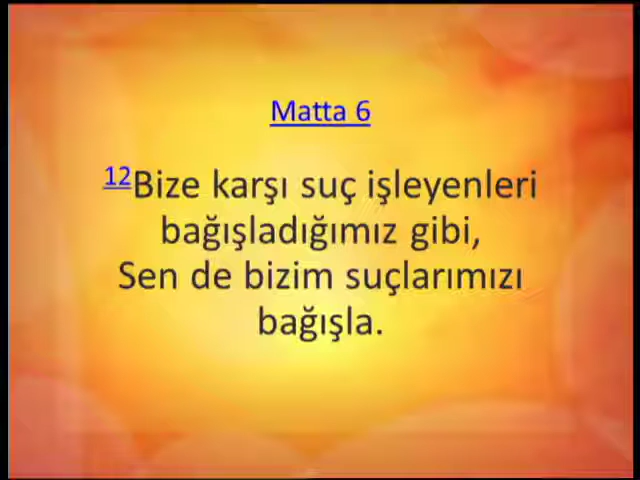 Matta 6
12Bize karşı suç işleyenleri
bağışladığımız gibi,
Sen de bizim suçlarımızı
bağışla.